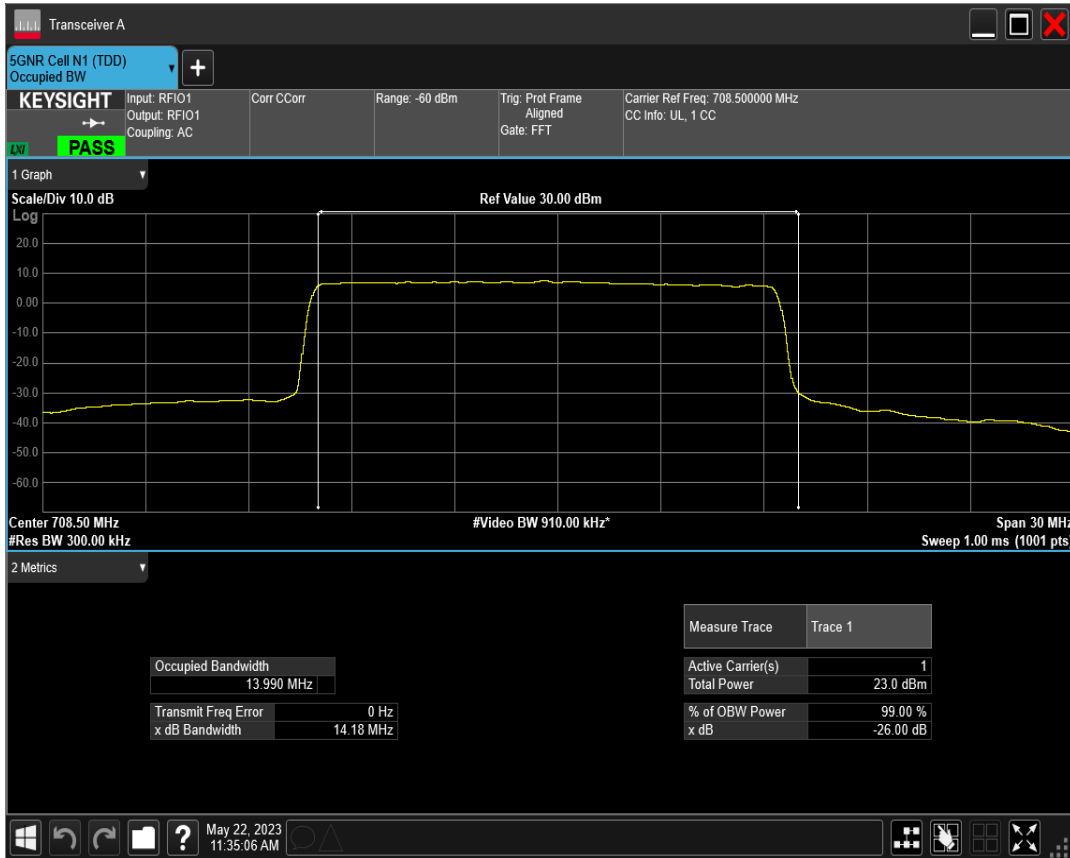 Transceiver A
5GNR Cell N1 (TDD)
Occupied BW
+
KEYSIGHT
LXI
PASS
Input: RFIO1
Output: RFIO1
Coupling: AC
Corr CCorr
Range: -60 dBm
Trig: Prot Frame
Aligned
Gate: FFT
Carrier Ref Freq: 708.500000 MHz
CC Info: UL, 1 CC
1 Graph
Scale/Div 10.0 dB
Ref Value 30.00 dBm
Log
20.0
10.0
0.00
-10.0
-20.0
-30.0
-40.0
-50.0
-60.0
Center 708.50 MHz
#Video BW 910.00 kHz*
Span 30 MHz
#Res BW 300.00 kHz
Sweep 1.00 ms (1001 pts)
2 Metrics
Measure Trace Trace 1
Occupied Bandwidth
13.990 MHz
Active Carrier(s) 1
Total Power 23.0 dBm
Transmit Freq Error 0 Hz
x dB Bandwidth 14.18 MHz
% of OBW Power 99.00 %
x dB -26.00 dB
?
May 22, 2023
11:35:06 AM